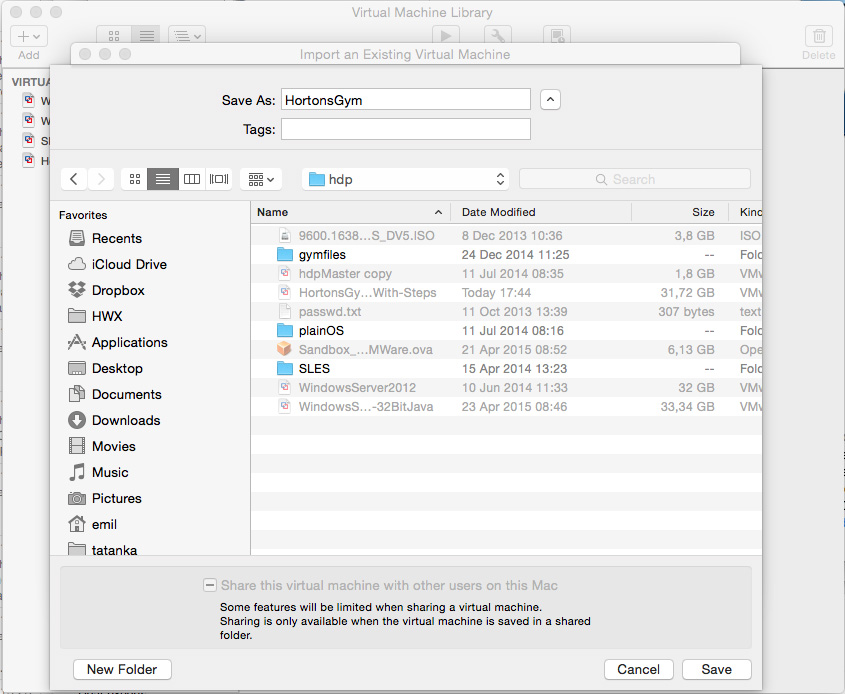 Virtual Machine Library
Add
Delete
Import an Existing Virtual Machine
VIRTUA
W
W
SL
Ho
Save As: HortonsGym
Tags:
hdp
Search
Favorites
Recents
iCloud Drive
Dropbox
HWX
Applications
Desktop
Documents
Downloads
Movies
Music
Pictures
emil
tatanka
Name Date Modified Size Kind
9600.1638...S_DV5.ISO 8 Dec 2013 10:36 3,8 GB ISO
gymfiles 24 Dec 2014 11:25 -- Fold
hdpMaster copy 11 Jul 2014 08:35 1,8 GB VMw
HortonsGy...With-Steps Today 17:44 31,72 GB VMw
passwd.txt 11 Oct 2013 13:39 307 bytes text
plainOS 11 Jul 2014 08:16 -- Fold
Sandbox_...MWare.ova 21 Apr 2015 08:52 6,13 GB Ope
SLES 15 Apr 2014 13:23 -- Fold
WindowsServer2012 10 Jun 2014 11:33 32 GB VMw
WindowsS...-32BitJava 23 Apr 2015 08:46 33,34 GB VMw
Share this virtual machine with other users on this Mac
Some features will be limited when sharing a virtual machine.
Sharing is only available when the virtual machine is saved in a shared
folder.
New Folder Cancel Save